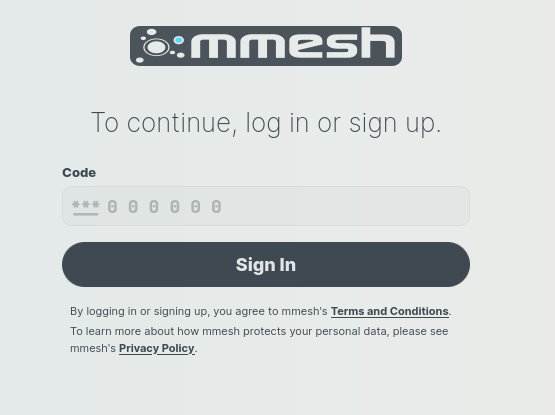 mmesh
To continue, log in or sign up.
Code
*** 0 0 0 0 0 0
Sign In
By logging in or signing up, you agree to mmesh's Terms and Conditions.
To learn more about how mmesh protects your personal data, please see
mmesh's Privacy Policy.